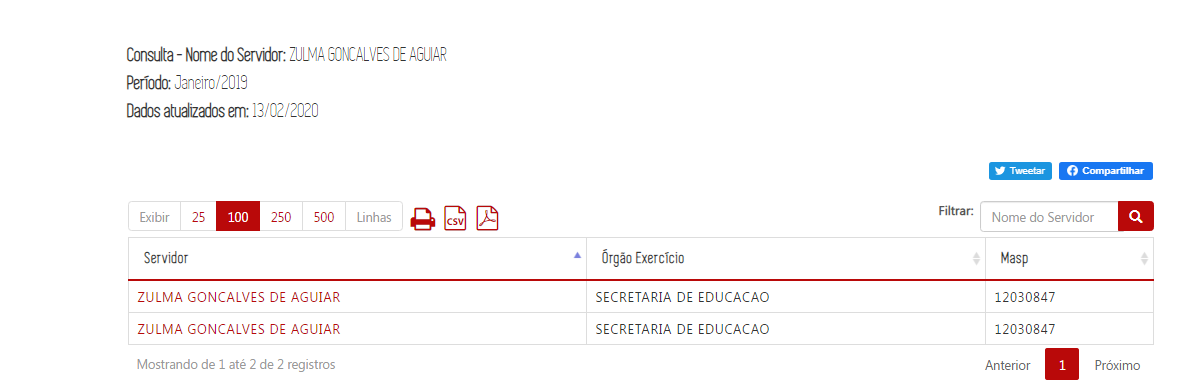 Consulta - Nome do Servidor: ZULMA GONCALVES DE AGUIAR
Período: Janeiro/2019
Dados atualizados em: 13/02/2020
Tweetar Compartilhar
Exibir 25 100 250 500 Linhas CSV Filtrar: Nome do Servidor
Servidor Órgão Exercício Masp
ZULMA GONCALVES DE AGUIAR SECRETARIA DE EDUCACAO 12030847
ZULMA GONCALVES DE AGUIAR SECRETARIA DE EDUCACAO 12030847
Mostrando de 1 até 2 de 2 registros Anterior 1 Próximo